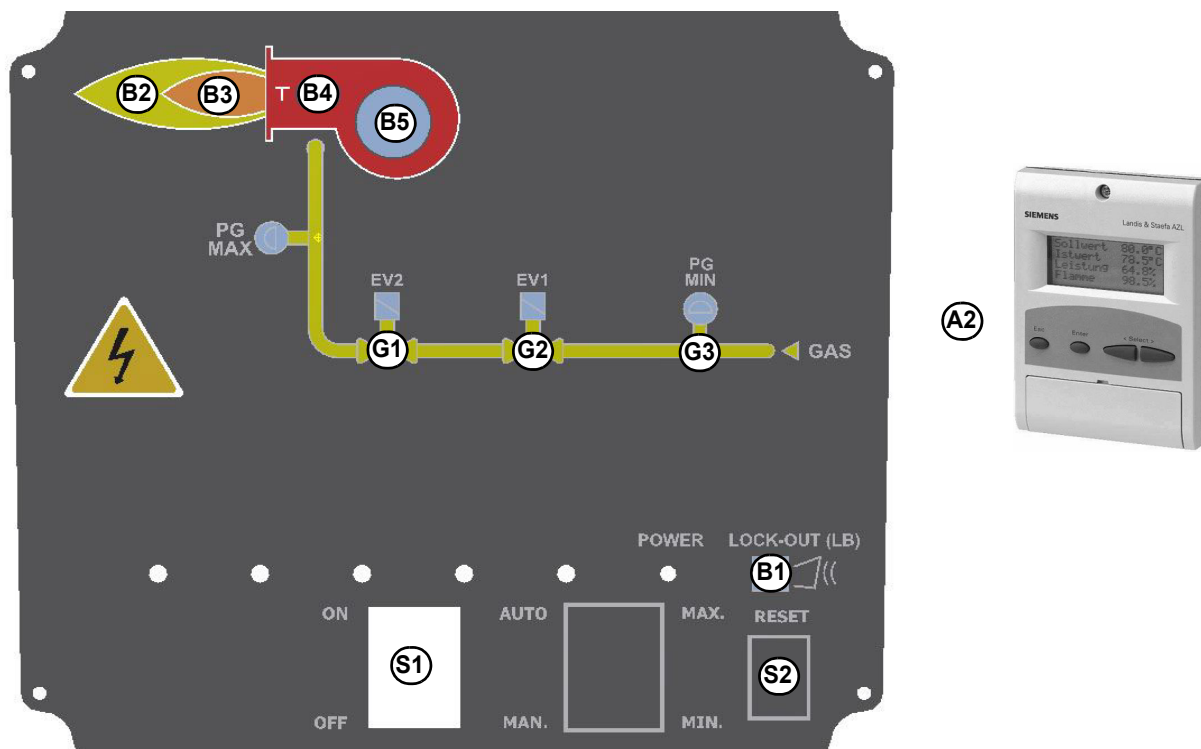 B2
B3
T
B4
B5
PG
MAX
EV2
EV1
PG
MIN
G1
G2
G3
GAS
A2
SIEMENS
Landis & Staefa AZL
Sollwert 80.0°C
Istwert 78.5°C
Leistung 64.8%
Flamme 98.5%
Esc
Enter
< Select >
POWER
LOCK-OUT (LB)
B1
ON
AUTO
MAX.
RESET
S1
S2
OFF
MAN.
MIN.